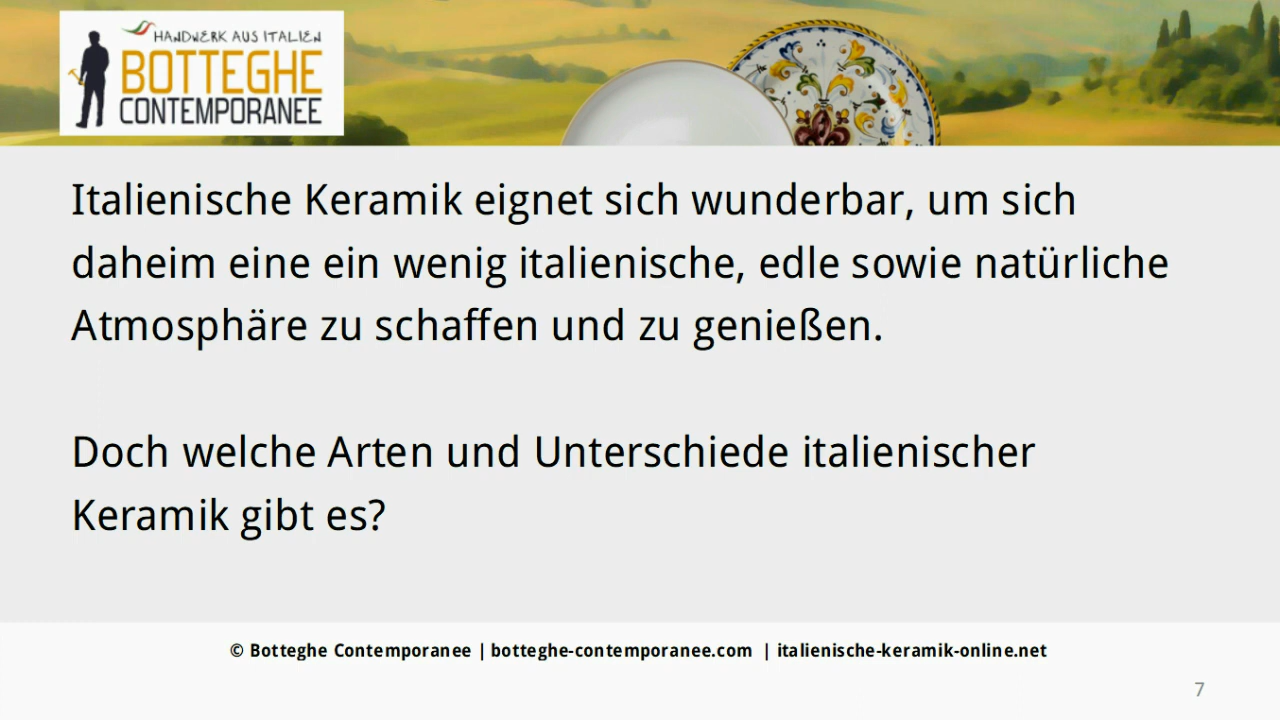 HANDWERK AUS ITALIEN
BOTTEGHE
CONTEMPORANEE
Italienische Keramik eignet sich wunderbar, um sich
daheim eine ein wenig italienische, edle sowie natürliche
Atmosphäre zu schaffen und zu genießen.
Doch welche Arten und Unterschiede italienischer
Keramik gibt es?
© Botteghe Contemporanee | botteghe-contemporanee.com | italienische-keramik-online.net
7